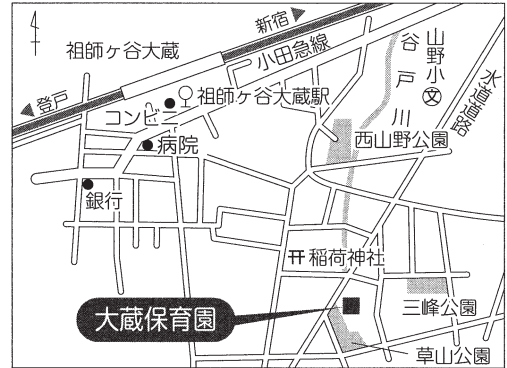 新宿
祖師ヶ谷大蔵
小田急線
山野小文
谷戸川
水道道路
登戸
祖師ヶ谷大蔵駅
コンビニ
病院
西山野公園
銀行
稲荷神社
大蔵保育園
三峰公園
草山公園